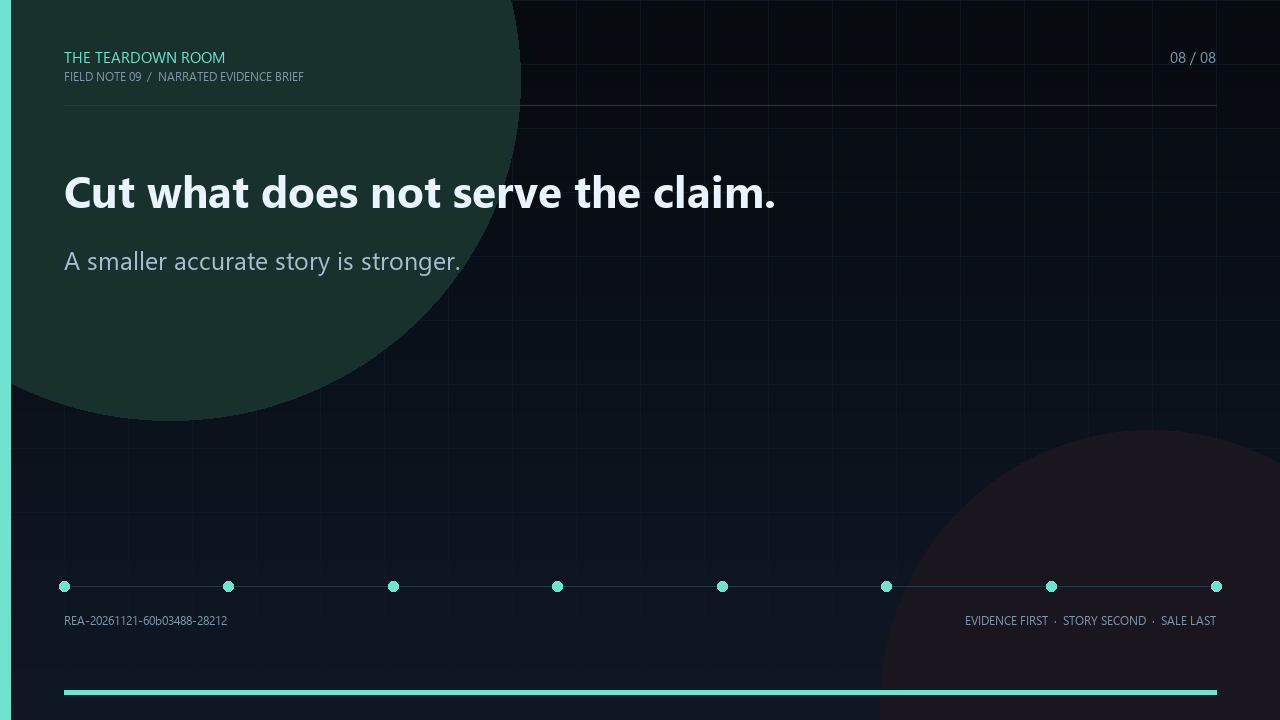 THE TEARDOWN ROOM
08 / 08
FIELD NOTE 09 / NARRATED EVIDENCE BRIEF
Cut what does not serve the claim.
A smaller accurate story is stronger.
REA-20261121-60b03488-28212
EVIDENCE FIRST · STORY SECOND · SALE LAST